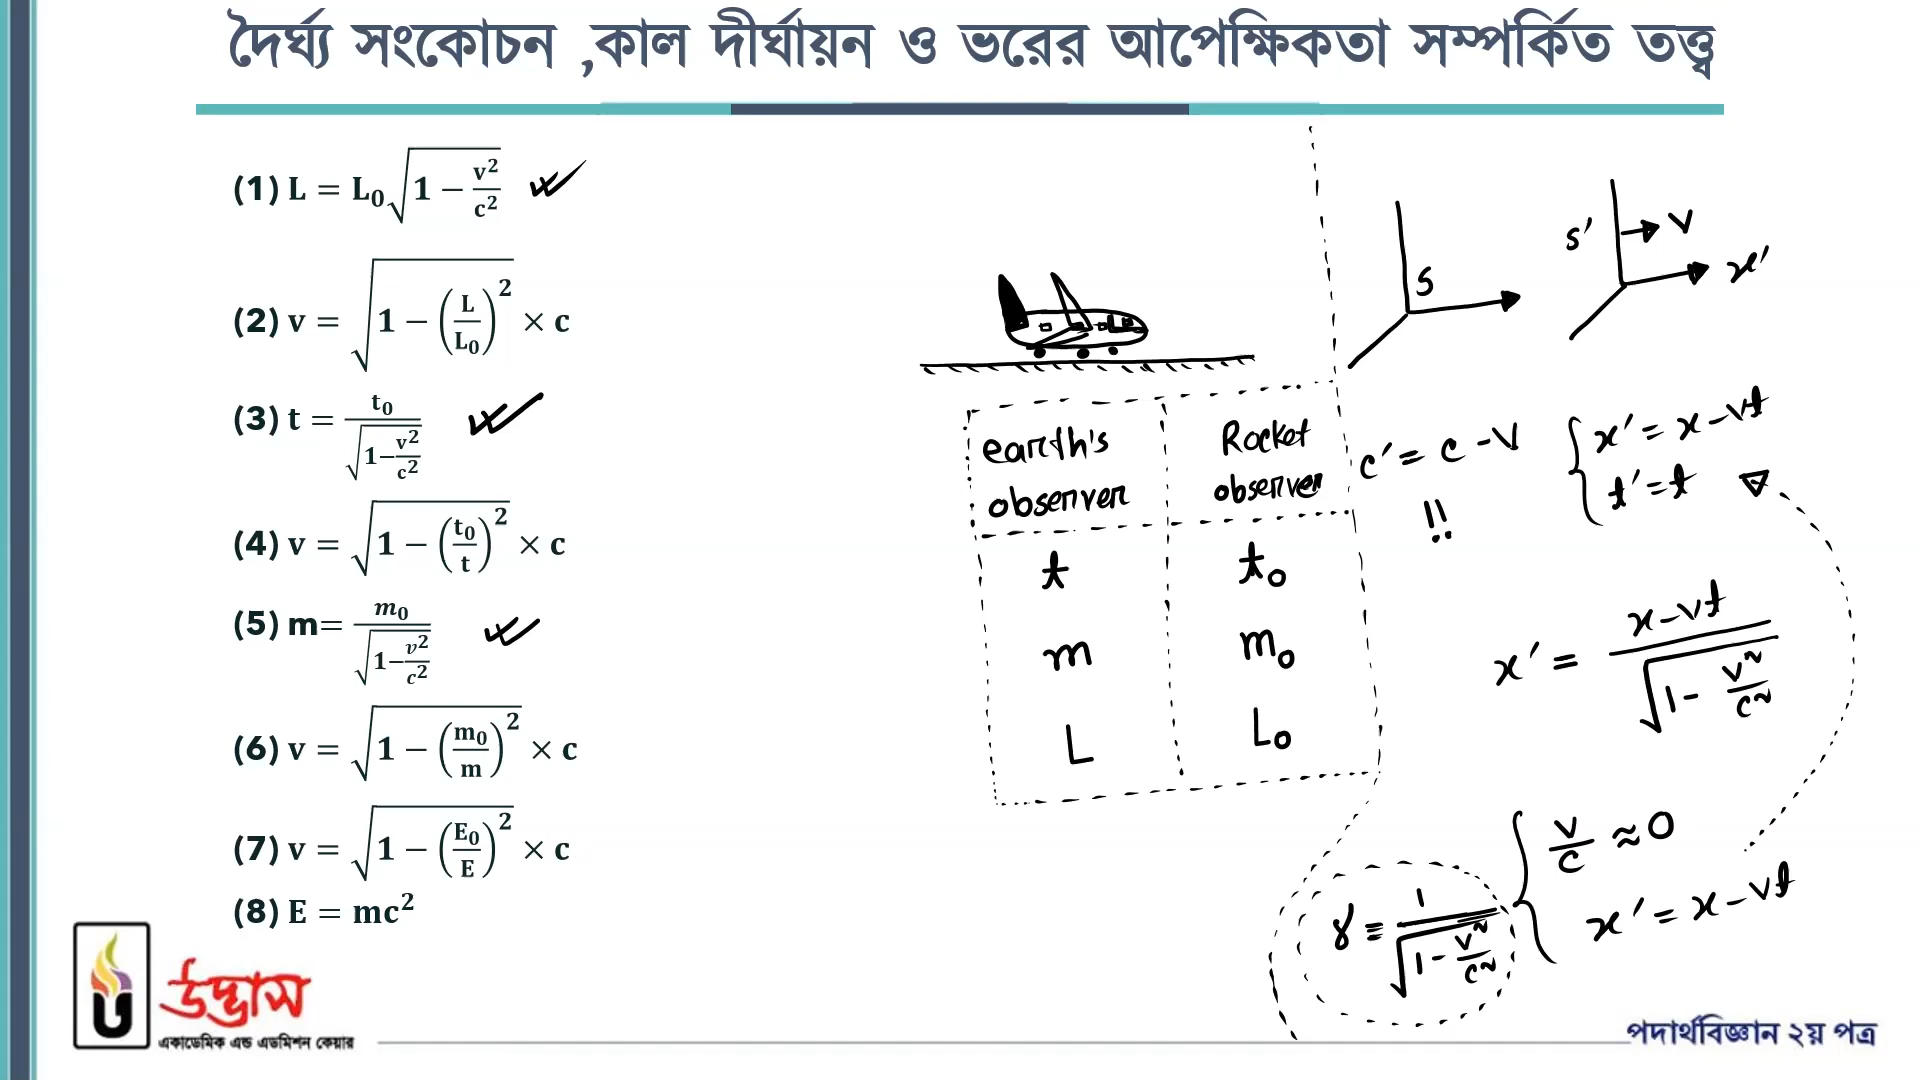 দৈর্ঘ্য সংকোচন ,কাল দীর্ঘায়ন ও ভরের আপেক্ষিকতা সম্পর্কিত তত্ত্ব
(1) L = L₀√(1 − v²/c²)
(2) v = √(1 − (L/L₀)²) × c
(3) t = t₀/√(1−v²/c²)
(4) v = √(1 − (t₀/t)²) × c
(5) m= m₀/√(1−v²/c²)
(6) v = √(1 − (m₀/m)²) × c
(7) v = √(1 − (E₀/E)²) × c
(8) E = mc²
earth's observer
Rocket observer
t t₀
m m₀
L L₀
S
S′ → V
x′
c′ = c − v
!!
x′ = x − vt
t′ = t
x′ = (x − vt)/√(1 − v²/c²)
γ ≡ 1/√(1 − v²/c²)
v/c ≈ 0
x′ = x − vt
উদ্ভাস
একাডেমিক এন্ড এডমিশন কেয়ার
পদার্থবিজ্ঞান ২য় পত্র